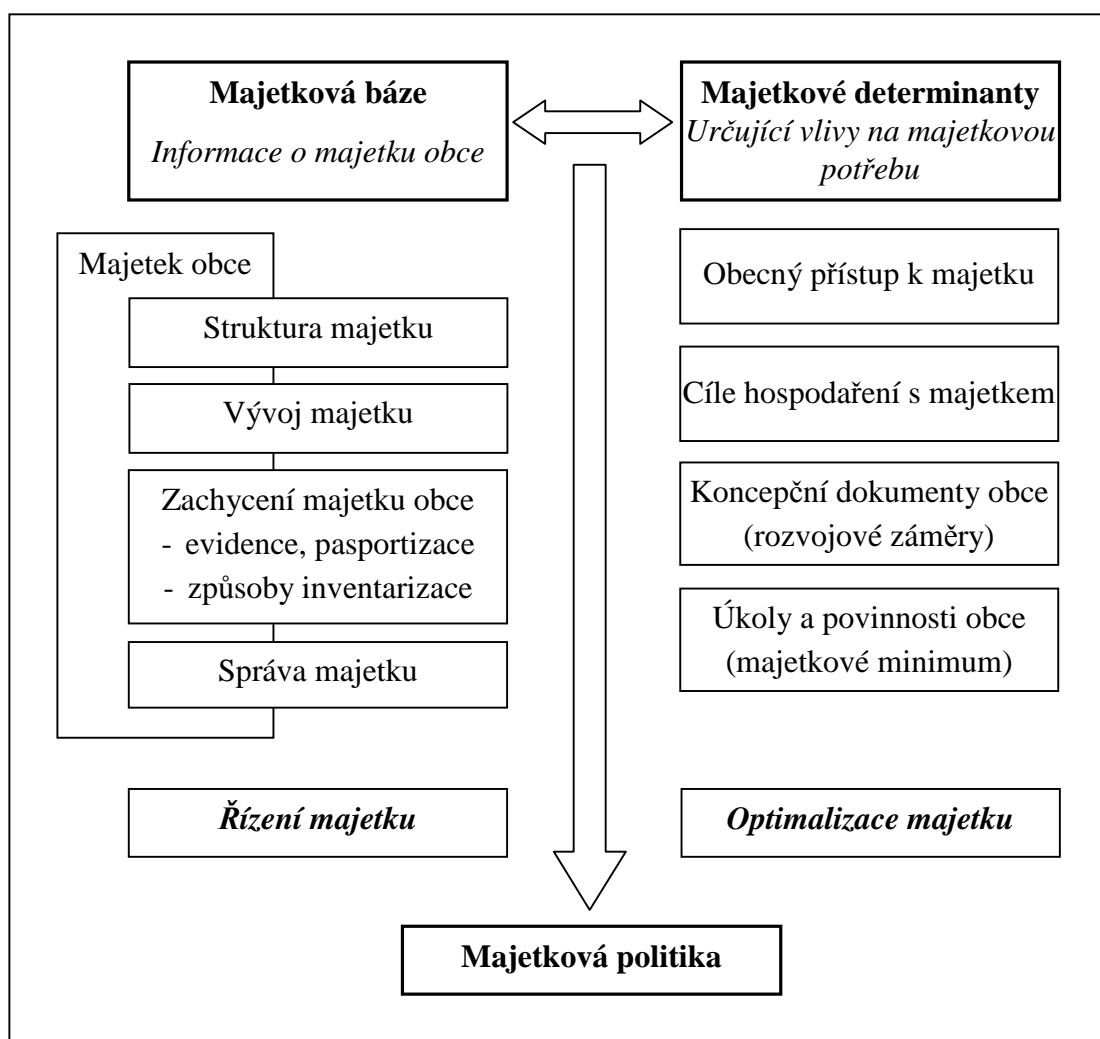 Majetková báze
Informace o majetku obce
Majetkové determinanty
Určující vlivy na majetkovou
potřebu
Majetek obce
Struktura majetku
Vývoj majetku
Zachycení majetku obce
- evidence, pasportizace
- způsoby inventarizace
Správa majetku
Obecný přístup k majetku
Cíle hospodaření s majetkem
Koncepční dokumenty obce
(rozvojové záměry)
Úkoly a povinnosti obce
(majetkové minimum)
Řízení majetku
Optimalizace majetku
Majetková politika